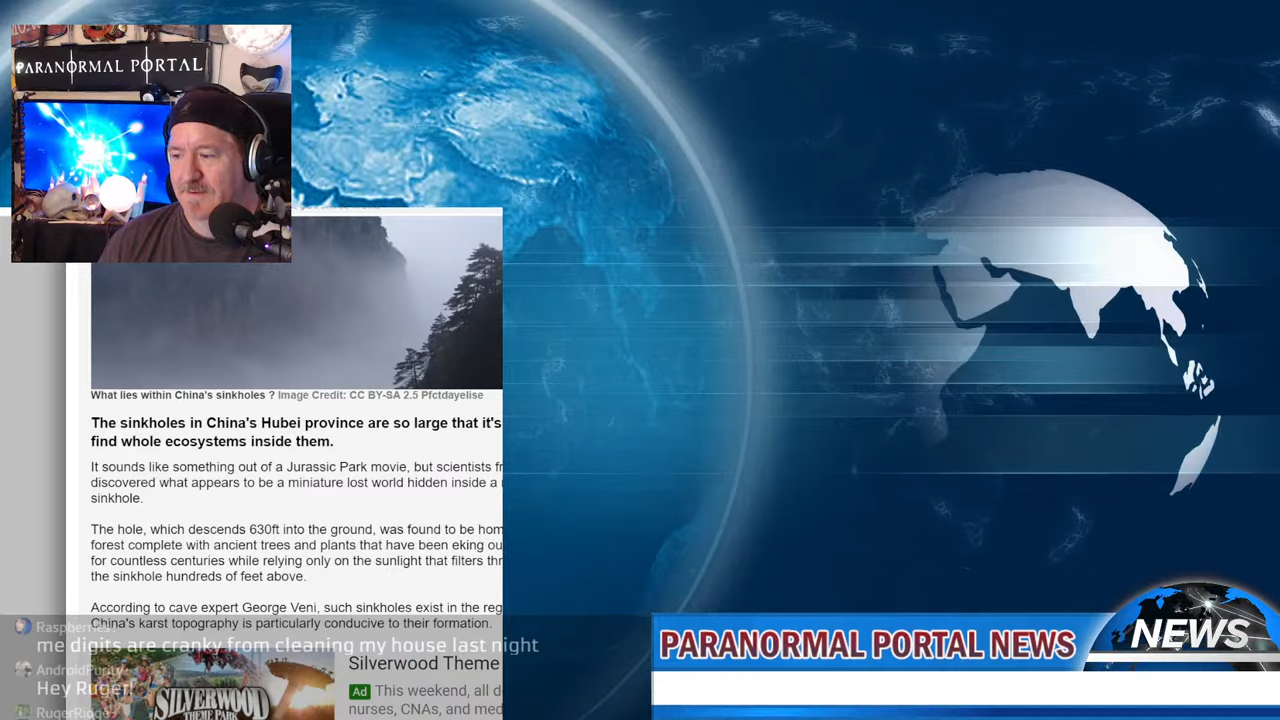 PARANORMAL PORTAL
What lies within China's sinkholes ? Image Credit: CC BY-SA 2.5 Pfctdayelise
The sinkholes in China's Hubei province are so large that it's
find whole ecosystems inside them.
It sounds like something out of a Jurassic Park movie, but scientists fr
discovered what appears to be a miniature lost world hidden inside a
sinkhole.
The hole, which descends 630ft into the ground, was found to be hom
forest complete with ancient trees and plants that have been eking ou
for countless centuries while relying only on the sunlight that filters thr
the sinkhole hundreds of feet above.
According to cave expert George Veni, such sinkholes exist in the reg
China's karst topography is particularly conducive to their formation.
Raspberries:
me digits are cranky from cleaning my house last night
AndroidPurity:
Hey Ruger!
RugerRidge:
SILVERWOOD
THEME PARK
Silverwood Theme
Ad This weekend, all d
nurses, CNAs, and med
PARANORMAL PORTAL NEWS
NEWS